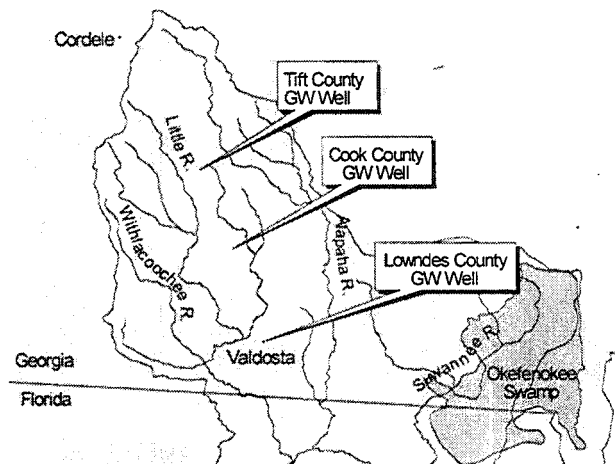 Cordele
Tift County
GW Well
Little R.
Cook County
GW Well
Withlacoochee R.
Alapaha R.
Lowndes County
GW Well
Suwannee R.
Valdosta
Okefenokee
Swamp
Georgia
Florida